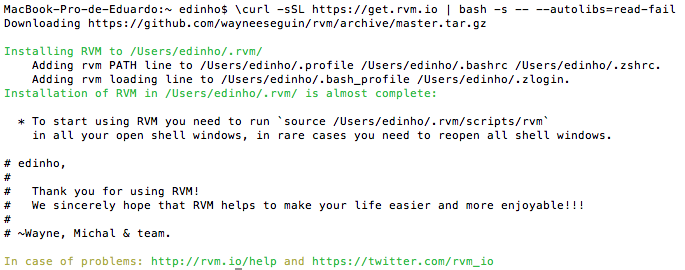 MacBook-Pro-de-Eduardo:~ edinho$ \curl -sSL https://get.rvm.io | bash -s -- --autolibs=read-fail
Downloading https://github.com/wayneeseguin/rvm/archive/master.tar.gz
Installing RVM to /Users/edinho/.rvm/
Adding rvm PATH line to /Users/edinho/.profile /Users/edinho/.bashrc /Users/edinho/.zshrc.
Adding rvm loading line to /Users/edinho/.bash_profile /Users/edinho/.zlogin.
Installation of RVM in /Users/edinho/.rvm/ is almost complete:
* To start using RVM you need to run `source /Users/edinho/.rvm/scripts/rvm`
in all your open shell windows, in rare cases you need to reopen all shell windows.
# edinho,
#
#   Thank you for using RVM!
#   We sincerely hope that RVM helps to make your life easier and more enjoyable!!!
#
# ~Wayne, Michal & team.
In case of problems: http://rvm.io/help and https://twitter.com/rvm_io